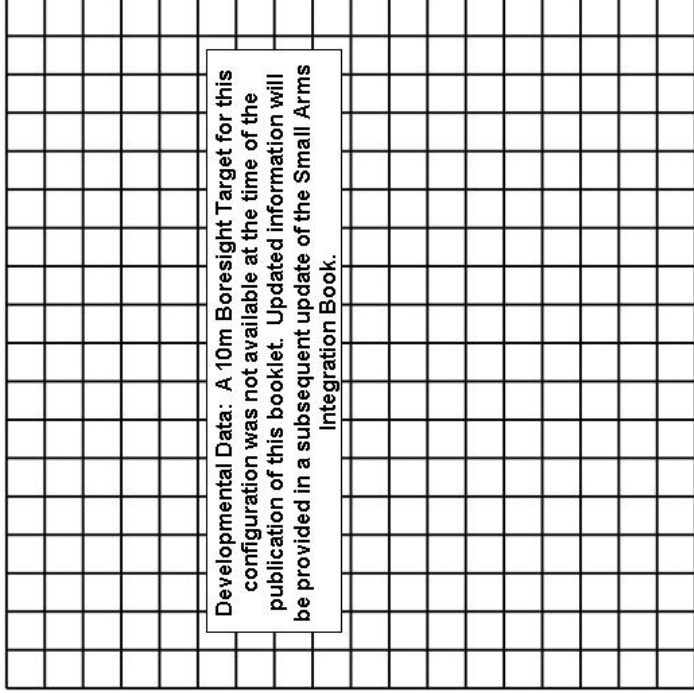 Developmental Data:  A 10m Boresight Target for this
configuration was not available at the time of the
publication of this booklet.  Updated information will
be provided in a subsequent update of the Small Arms
Integration Book.